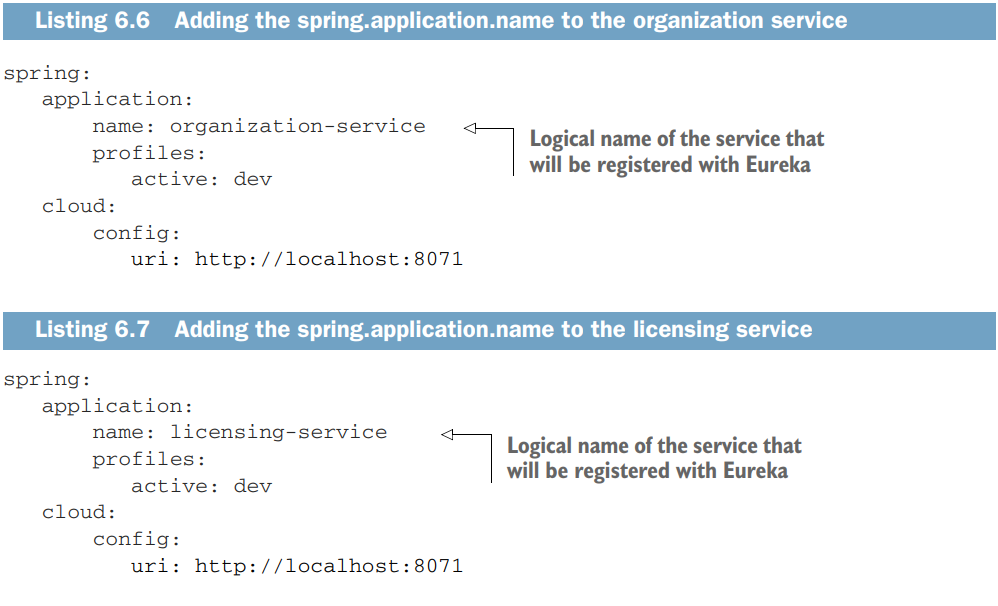 Listing 6.6 Adding the spring.application.name to the organization service
spring:
application:
name: organization-service
Logical name of the service that
will be registered with Eureka
profiles:
active: dev
cloud:
config:
uri: http://localhost:8071
Listing 6.7 Adding the spring.application.name to the licensing service
spring:
application:
name: licensing-service
Logical name of the service that
will be registered with Eureka
profiles:
active: dev
cloud:
config:
uri: http://localhost:8071